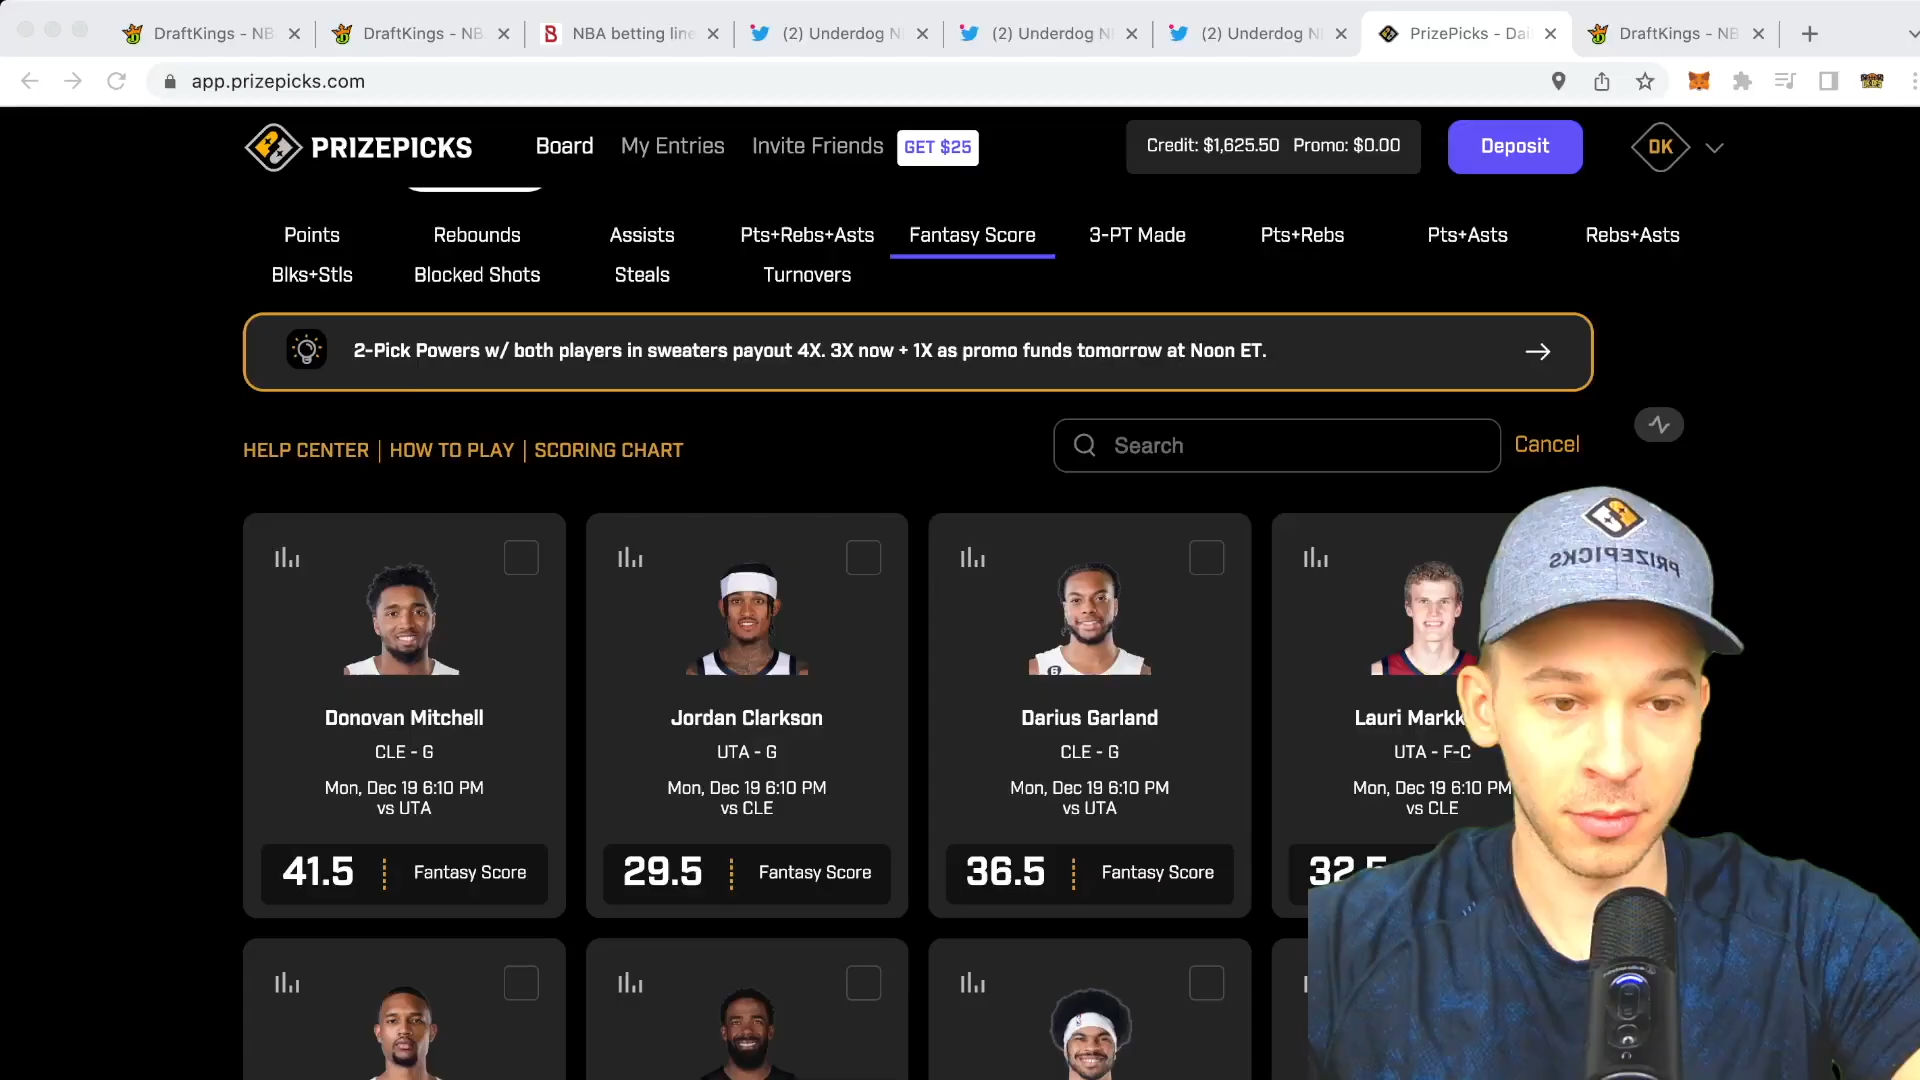 DraftKings - NB
DraftKings - NB
NBA betting line
(2) Underdog N
(2) Underdog N
(2) Underdog N
PrizePicks - Dai
DraftKings - NB
app.prizepicks.com
PRIZEPICKS
Board
My Entries
Invite Friends
GET $25
Credit: $1,625.50 Promo: $0.00
Deposit
DK
Points
Rebounds
Assists
Pts+Rebs+Asts
Fantasy Score
3-PT Made
Pts+Rebs
Pts+Asts
Rebs+Asts
Blks+Stls
Blocked Shots
Steals
Turnovers
2-Pick Powers w/ both players in sweaters payout 4X. 3X now + 1X as promo funds tomorrow at Noon ET.
HELP CENTER | HOW TO PLAY | SCORING CHART
Search
Cancel
PRIZEPICKS
Donovan Mitchell
CLE - G
Mon, Dec 19 6:10 PM
vs UTA
41.5
Fantasy Score
Jordan Clarkson
UTA - G
Mon, Dec 19 6:10 PM
vs CLE
29.5
Fantasy Score
Darius Garland
CLE - G
Mon, Dec 19 6:10 PM
vs UTA
36.5
Fantasy Score
Lauri Markk
UTA - F-C
Mon, Dec 19 6:10 PM
vs CLE
32.5